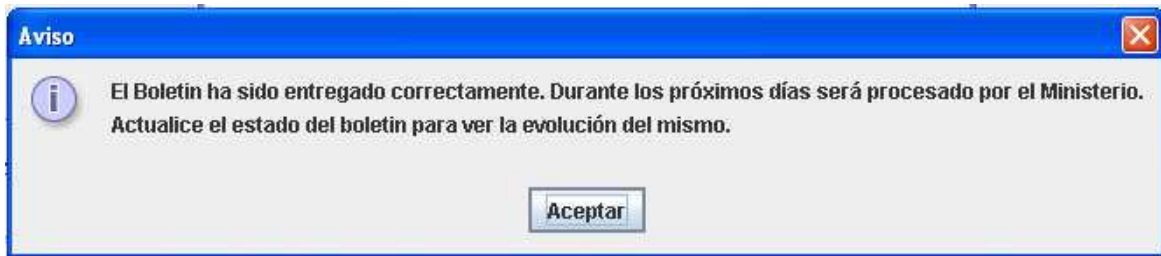 Aviso
El Boletin ha sido entregado correctamente. Durante los próximos días será procesado por el Ministerio.
Actualice el estado del boletin para ver la evolución del mismo.
Aceptar